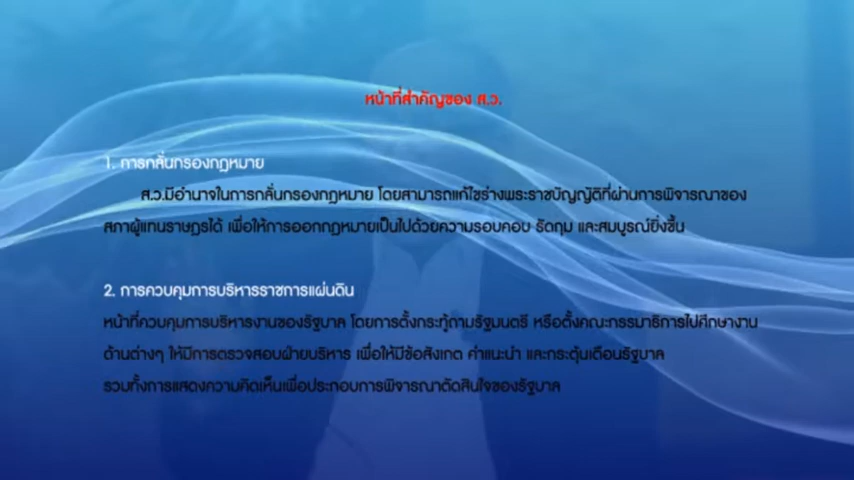 หน้าที่สำคัญของ ส.ว.
1. การกลั่นกรองกฎหมาย
ส.ว.มีอำนาจในการกลั่นกรองกฎหมาย โดยสามารถแก้ไขร่างพระราชบัญญัติที่ผ่านการพิจารณาของ
สภาผู้แทนราษฎรได้ เพื่อให้การออกกฎหมายเป็นไปด้วยความรอบคอบ รัดกุม และสมบูรณ์ยิ่งขึ้น
2. การควบคุมการบริหารราชการแผ่นดิน
หน้าที่ควบคุมการบริหารงานของรัฐบาล โดยการตั้งกระทู้ถามรัฐมนตรี หรือตั้งคณะกรรมาธิการไปศึกษางาน
ด้านต่างๆ ให้มีการตรวจสอบฝ่ายบริหาร เพื่อให้มีข้อสังเกต คำแนะนำ และกระตุ้นเตือนรัฐบาล
รวมทั้งการแสดงความคิดเห็นเพื่อประกอบการพิจารณาตัดสินใจของรัฐบาล